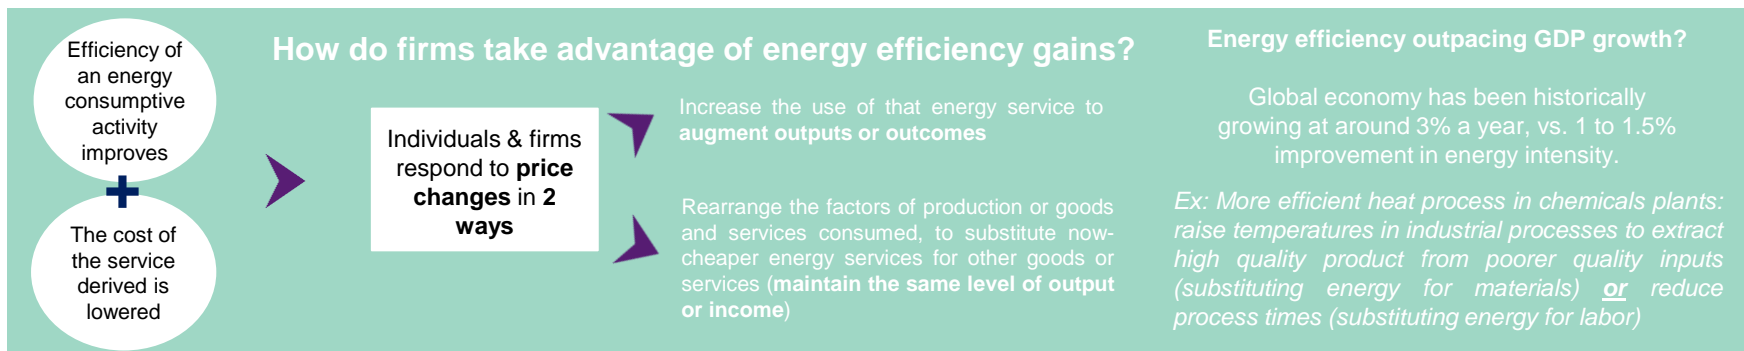 Efficiency of
an energy
consumptive
activity
improves
The cost of
the service
derived is
lowered
How do firms take advantage of energy efficiency gains?
Individuals & firms
respond to price
changes in 2
ways
Increase the use of that energy service to
augment outputs or outcomes
Rearrange the factors of production or goods
and services consumed, to substitute now-
cheaper energy services for other goods or
services (maintain the same level of output
or income)
Energy efficiency outpacing GDP growth?
Global economy has been historically
growing at around 3% a year, vs. 1 to 1.5%
improvement in energy intensity.
Ex: More efficient heat process in chemicals plants:
raise temperatures in industrial processes to extract
high quality product from poorer quality inputs
(substituting energy for materials) or reduce
process times (substituting energy for labor)